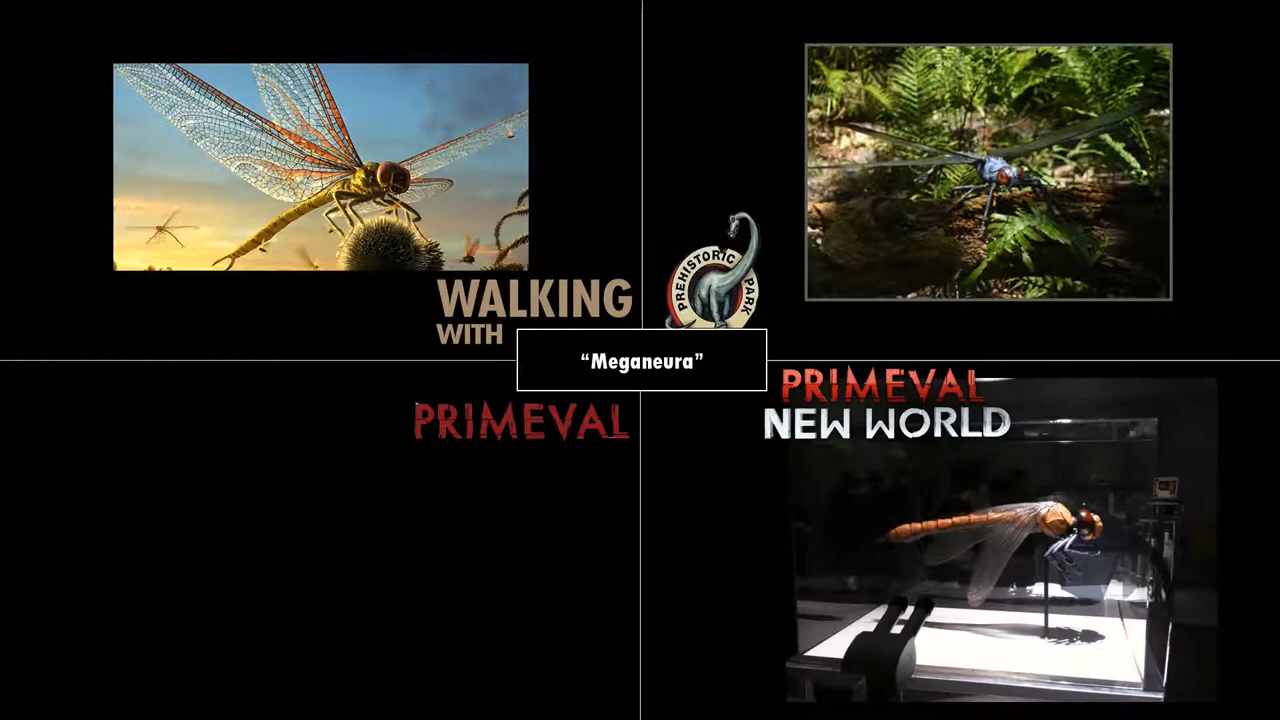 WALKING
WITH
PREHISTORIC PARK
“Meganeura”
PRIMEVAL
PRIMEVAL
NEW WORLD